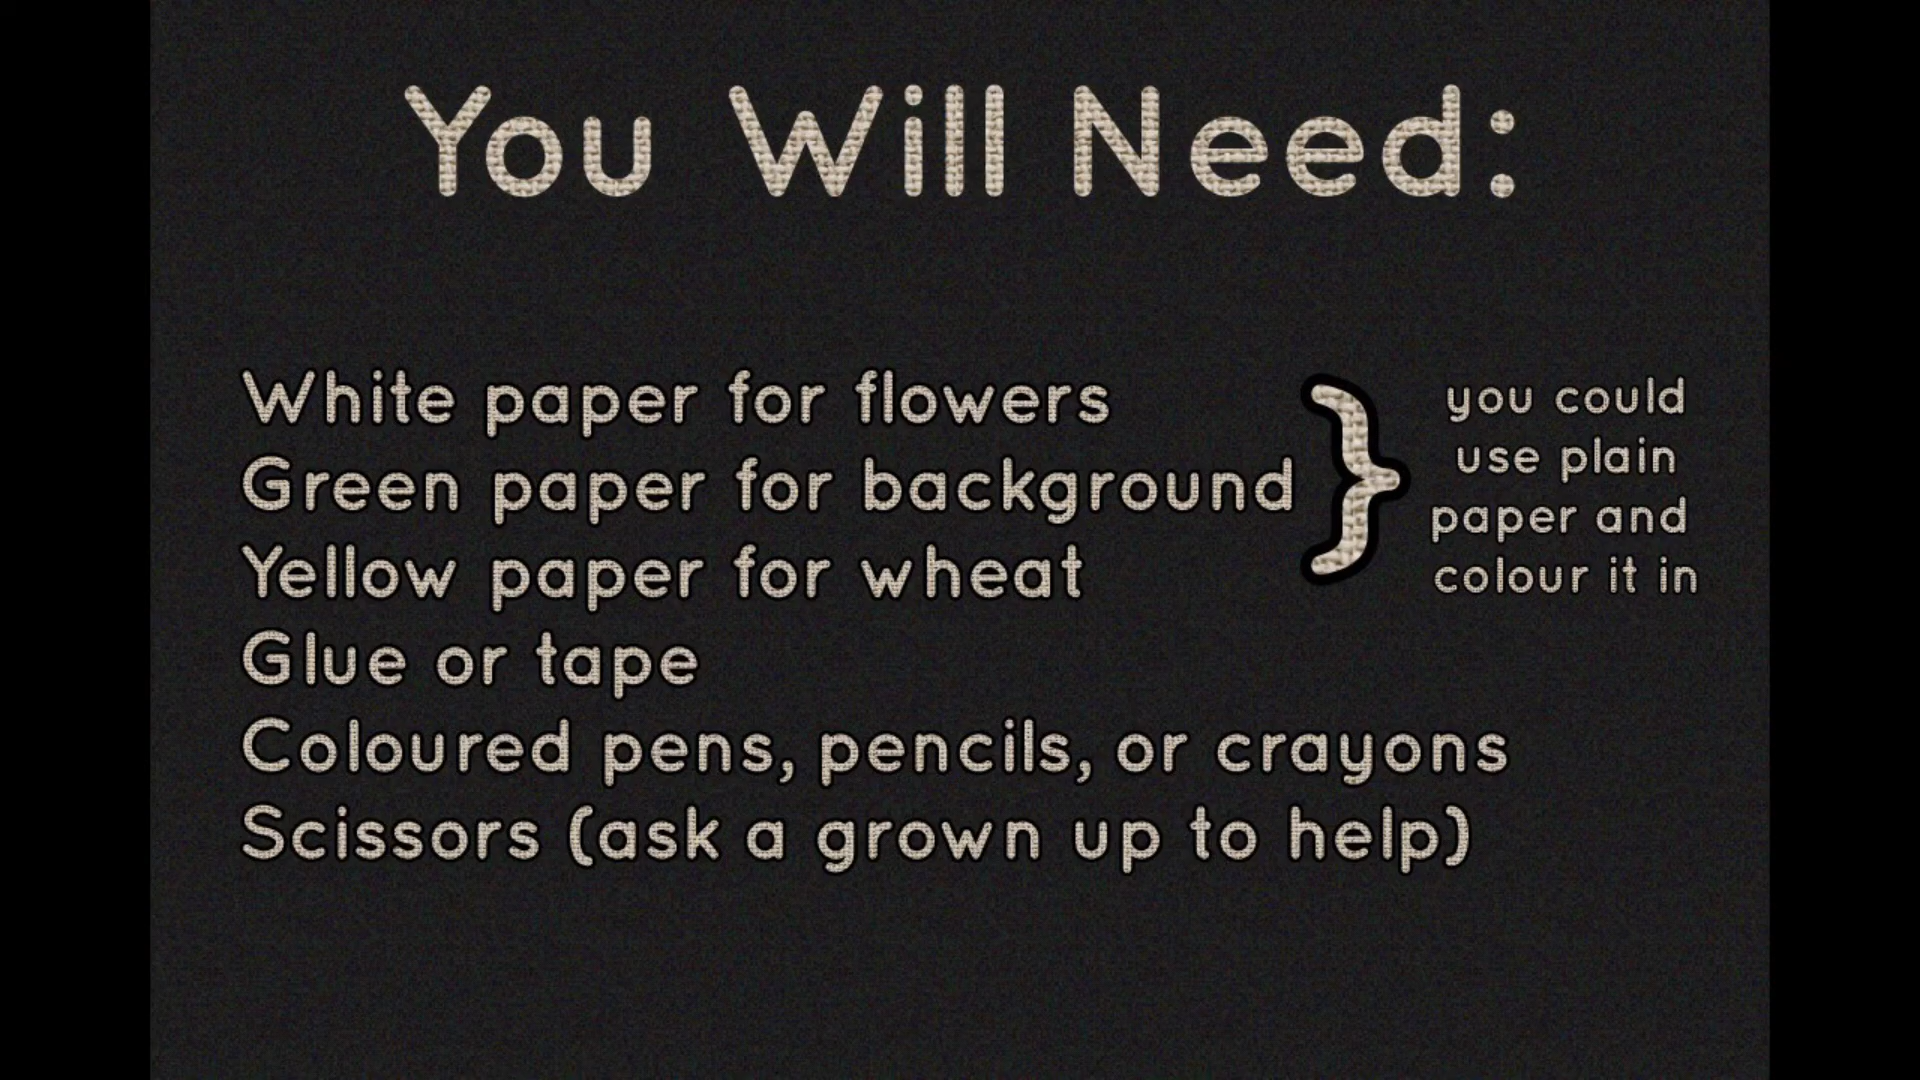 You Will Need:
White paper for flowers
Green paper for background
Yellow paper for wheat
}
you could
use plain
paper and
colour it in
Glue or tape
Coloured pens, pencils, or crayons
Scissors (ask a grown up to help)